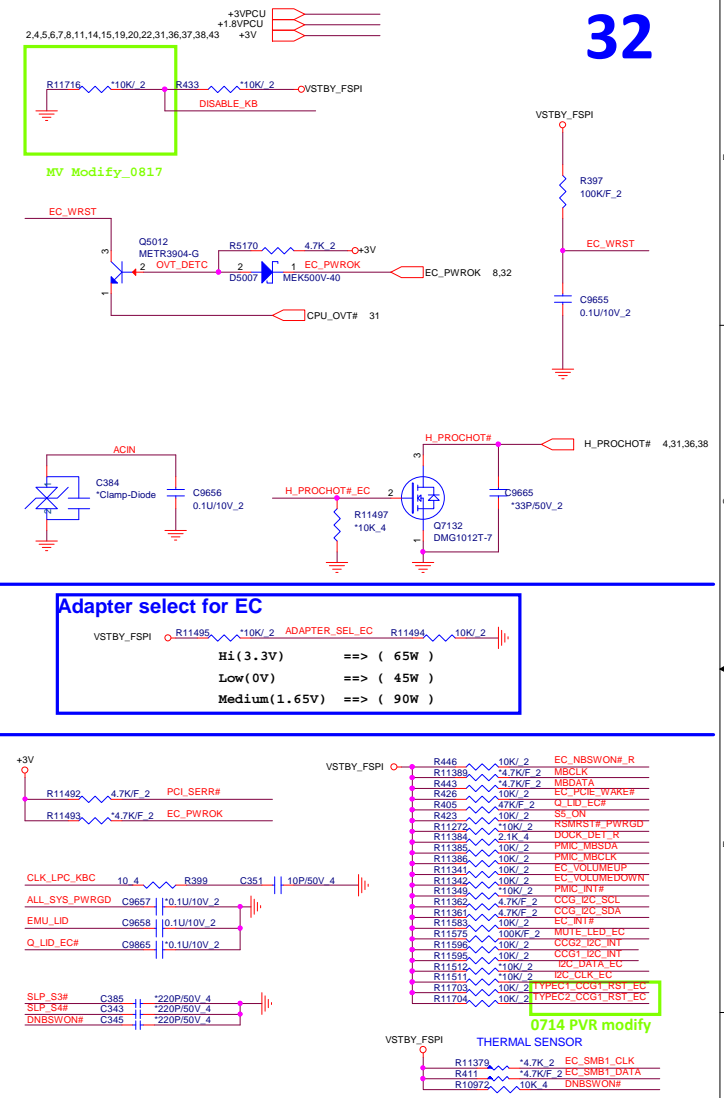 +3VPCU
+1.8VPCU
2,4,5,6,7,8,11,14,15,19,20,22,31,36,37,38,43 +3V
32
R11716 *10K/_2 R433 *10K/_2 VSTBY_FSPI
DISABLE_KB
MV Modify_0817
VSTBY_FSPI
R397
100K/F_2
EC_WRST
C9655
0.1U/10V_2
EC_WRST
3
Q5012
METR3904-G
2 OVT_DETC
1
R5170 4.7K_2 +3V
2 1 EC_PWROK
D5007 MEK500V-40
EC_PWROK 8,32
CPU_OVT# 31
ACIN
1
2
C384
*Clamp-Diode
C9656
0.1U/10V_2
H_PROCHOT#
H_PROCHOT# 4,31,36,38
3
H_PROCHOT#_EC 2
1
R11497
*10K_4
Q7132
DMG1012T-7
C9665
*33P/50V_2
Adapter select for EC
VSTBY_FSPI R11495 *10K/_2 ADAPTER_SEL_EC R11494 10K/_2
Hi(3.3V) ==> ( 65W )
Low(0V) ==> ( 45W )
Medium(1.65V) ==> ( 90W )
+3V
R11492 4.7K/F_2 PCI_SERR#
R11493 *4.7K/F_2 EC_PWROK
CLK_LPC_KBC 10_4 R399 C351 10P/50V_4
ALL_SYS_PWRGD C9657 *0.1U/10V_2
EMU_LID C9658 0.1U/10V_2
Q_LID_EC# C9865 *0.1U/10V_2
SLP_S3# C385 *220P/50V_4
SLP_S4# C343 *220P/50V_4
DNBSWON# C345 *220P/50V_4
VSTBY_FSPI
R446 10K/_2 EC_NBSWON#_R
R11389 *4.7K/F_2 MBCLK
R443 *4.7K/F_2 MBDATA
R426 10K/_2 EC_PCIE_WAKE#
R405 47K/F_2 Q_LID_EC#
R423 10K/_2 S5_ON
R11272 *10K/_2 RSMRST#_PWRGD
R11384 2.1K_4 DOCK_DET_R
R11385 10K/_2 PMIC_MBSDA
R11386 10K/_2 PMIC_MBCLK
R11341 10K/_2 EC_VOLUMEUP
R11342 10K/_2 EC_VOLUMEDOWN
R11349 *10K/_2 PMIC_INT#
R11362 4.7K/F_2 CCG_I2C_SCL
R11361 4.7K/F_2 CCG_I2C_SDA
R11583 10K/_2 EC_INT#
R11575 100K/F_2 MUTE_LED_EC
R11596 10K/_2 CCG2_I2C_INT
R11595 10K/_2 CCG1_I2C_INT
R11512 *10K/_2 I2C_DATA_EC
R11511 *10K/_2 I2C_CLK_EC
R11703 10K/_2 TYPEC1_CCG1_RST_EC
R11704 10K/_2 TYPEC2_CCG1_RST_EC
0714 PVR modify
VSTBY_FSPI THERMAL SENSOR
R11379 *4.7K_2 EC_SMB1_CLK
R411 *4.7K/F_2 EC_SMB1_DATA
R10972 10K_4 DNBSWON#